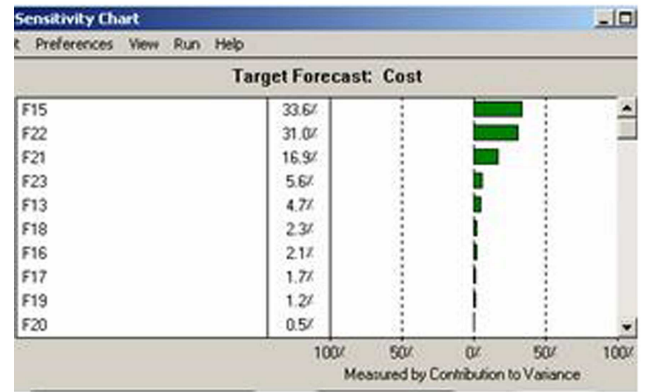 Sensitivity Chart
t Preferences View Run Help
Target Forecast: Cost
F15 33.6%
F22 31.0%
F21 16.9%
F23 5.6%
F13 4.7%
F18 2.3%
F16 2.1%
F17 1.7%
F19 1.2%
F20 0.5%
100% 50% 0% 50% 100%
Measured by Contribution to Variance